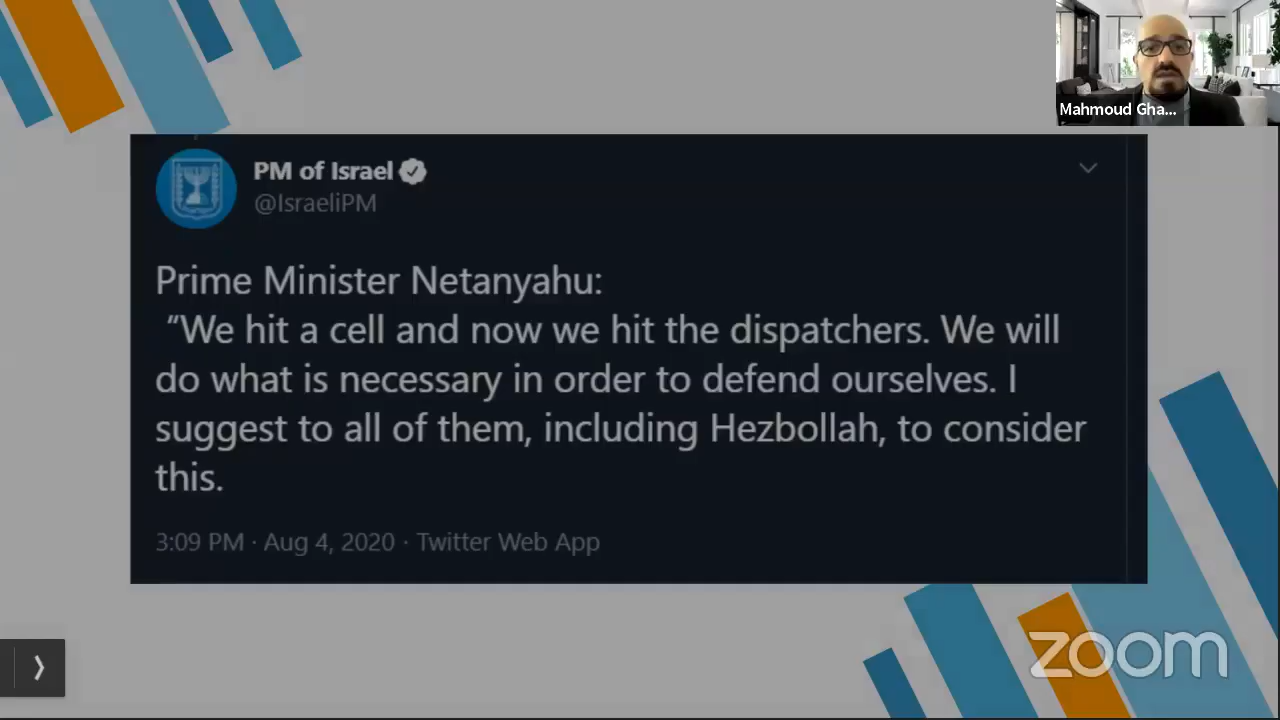 Mahmoud Gha...
PM of Israel
@IsraeliPM
Prime Minister Netanyahu:
“We hit a cell and now we hit the dispatchers. We will
do what is necessary in order to defend ourselves. I
suggest to all of them, including Hezbollah, to consider
this.
3:09 PM · Aug 4, 2020 · Twitter Web App
zoom